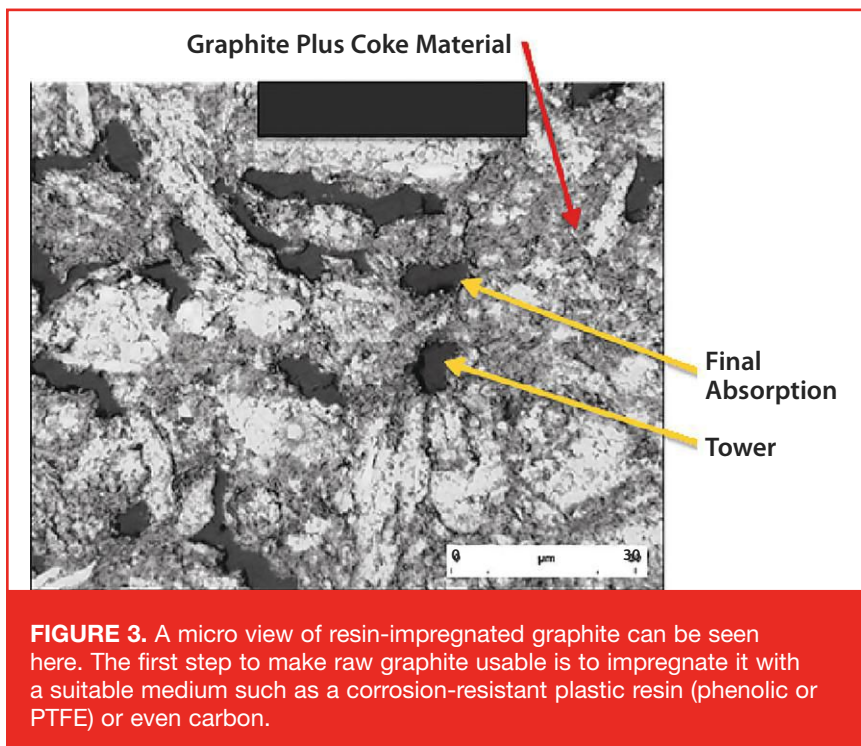 Graphite Plus Coke Material
Final
Absorption
Tower
0 µm 30
FIGURE 3. A micro view of resin-impregnated graphite can be seen
here. The first step to make raw graphite usable is to impregnate it with
a suitable medium such as a corrosion-resistant plastic resin (phenolic or
PTFE) or even carbon.